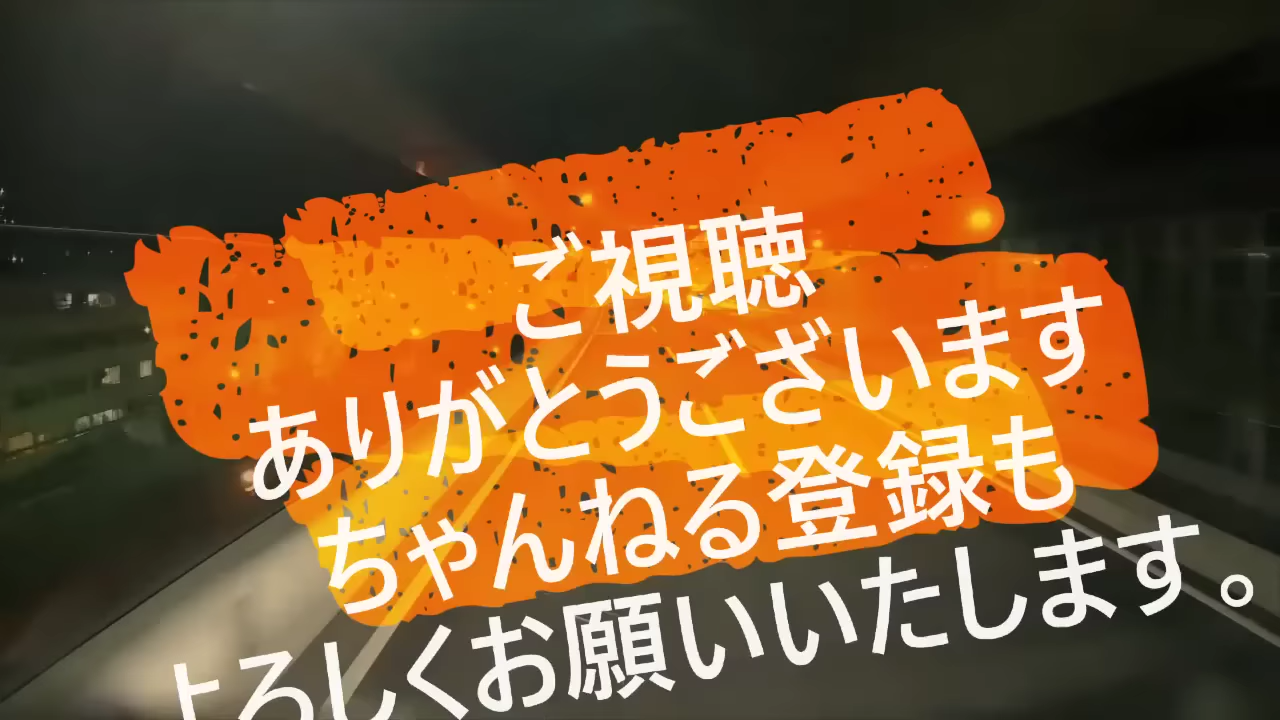 ご視聴
ありがとうございます
ちゃんねる登録も
よろしくお願いいたします。